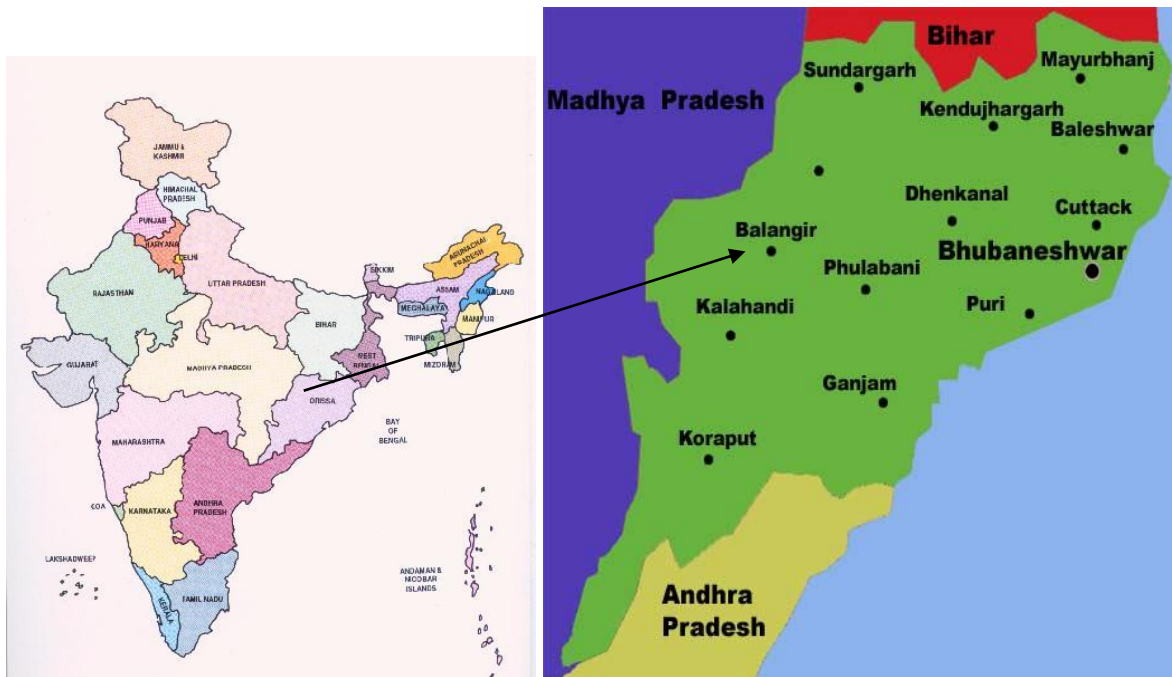 JAMMU &
KASHMIR
HIMACHAL
PRADESH
PUNJAB
HARYANA
DELHI
RAJASTHAN
UTTAR PRADESH
SIKKIM
ARUNACHAL
PRADESH
ASSAM
NAGALAND
MEGHALAYA
MANIPUR
TRIPURA
MIZORAM
BIHAR
WEST
BENGAL
GUJARAT
MADHYA PRADESH
ORISSA
BAY
OF
BENGAL
MAHARASHTRA
ANDHRA
PRADESH
GOA
KARNATAKA
LAKSHADWEEP
ANDAMAN &
NICOBAR
ISLANDS
KERALA
TAMIL NADU
Bihar
Madhya Pradesh
Sundargarh
Mayurbhanj
Kendujhargarh
Baleshwar
Dhenkanal
Cuttack
Balangir
Bhubaneshwar
Phulabani
Kalahandi
Puri
Ganjam
Koraput
Andhra
Pradesh